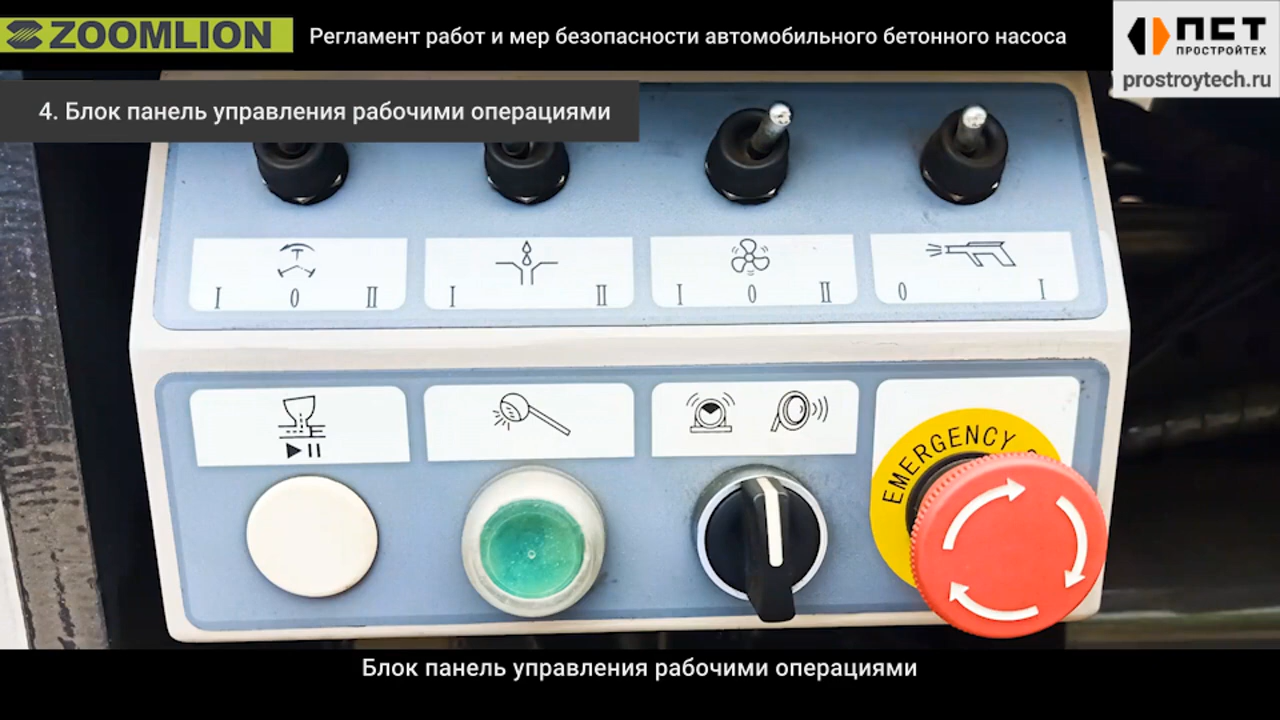 ZOOMLION
Регламент работ и мер безопасности автомобильного бетонного насоса
ПСТ
ПРОСТРОЙТЕХ
prostroytech.ru
4. Блок панель управления рабочими операциями
I 0 II
I II
I 0 II
0 I
EMERGENCY
Блок панель управления рабочими операциями